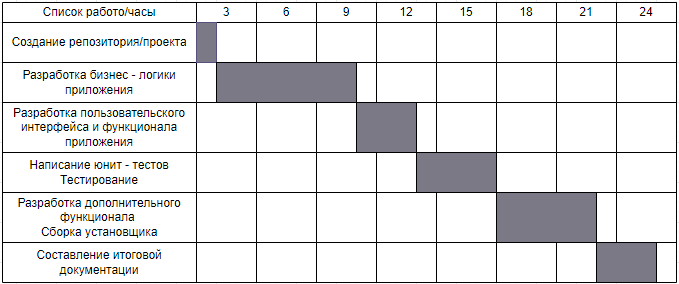 Список работо/часы
3
6
9
12
15
18
21
24
Создание репозитория/проекта
Разработка бизнес - логики
приложения
Разработка пользовательского
интерфейса и функционала
приложения
Написание юнит - тестов
Тестирование
Разработка дополнительного
функционала
Сборка установщика
Составление итоговой
документации